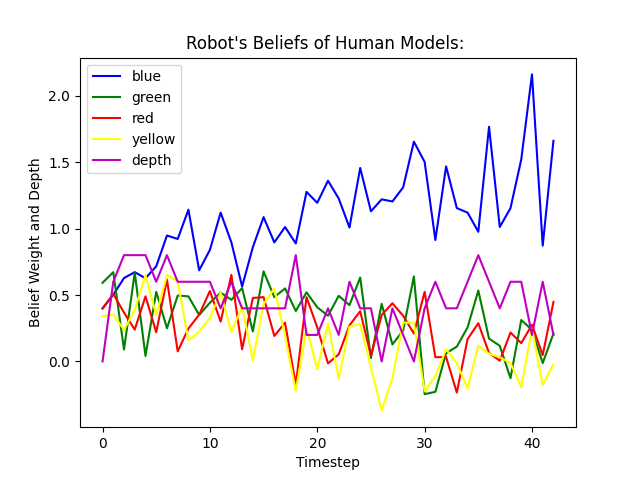 Robot's Beliefs of Human Models:
blue
green
red
yellow
depth
Belief Weight and Depth
2.0
1.5
1.0
0.5
0.0
0 10 20 30 40
Timestep